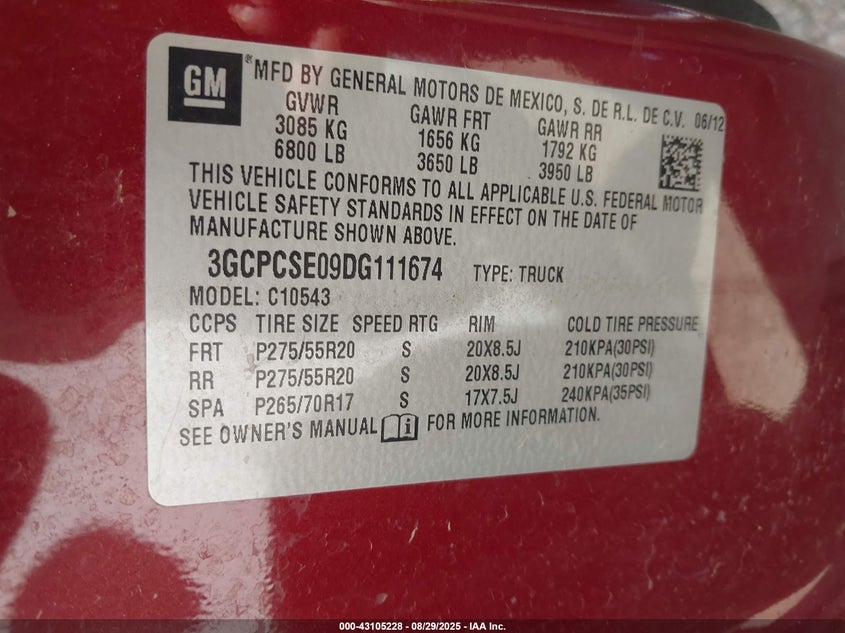 GM
®MFD BY GENERAL MOTORS DE MEXICO, S. DE R.L. DE C.V. 06/12
GVWR GAWR FRT GAWR RR
3085 KG 1656 KG 1792 KG
6800 LB 3650 LB 3950 LB
THIS VEHICLE CONFORMS TO ALL APPLICABLE U.S. FEDERAL MOTOR
VEHICLE SAFETY STANDARDS IN EFFECT ON THE DATE OF
MANUFACTURE SHOWN ABOVE.
3GCPCSE09DG111674 TYPE: TRUCK
MODEL: C10543
CCPS TIRE SIZE SPEED RTG RIM COLD TIRE PRESSURE
FRT P275/55R20 S 20X8.5J 210KPA(30PSI)
RR P275/55R20 S 20X8.5J 210KPA(30PSI)
SPA P265/70R17 S 17X7.5J 240KPA(35PSI)
SEE OWNER'S MANUAL i FOR MORE INFORMATION.
000-43105228 - 08/29/2025 - IAA Inc.